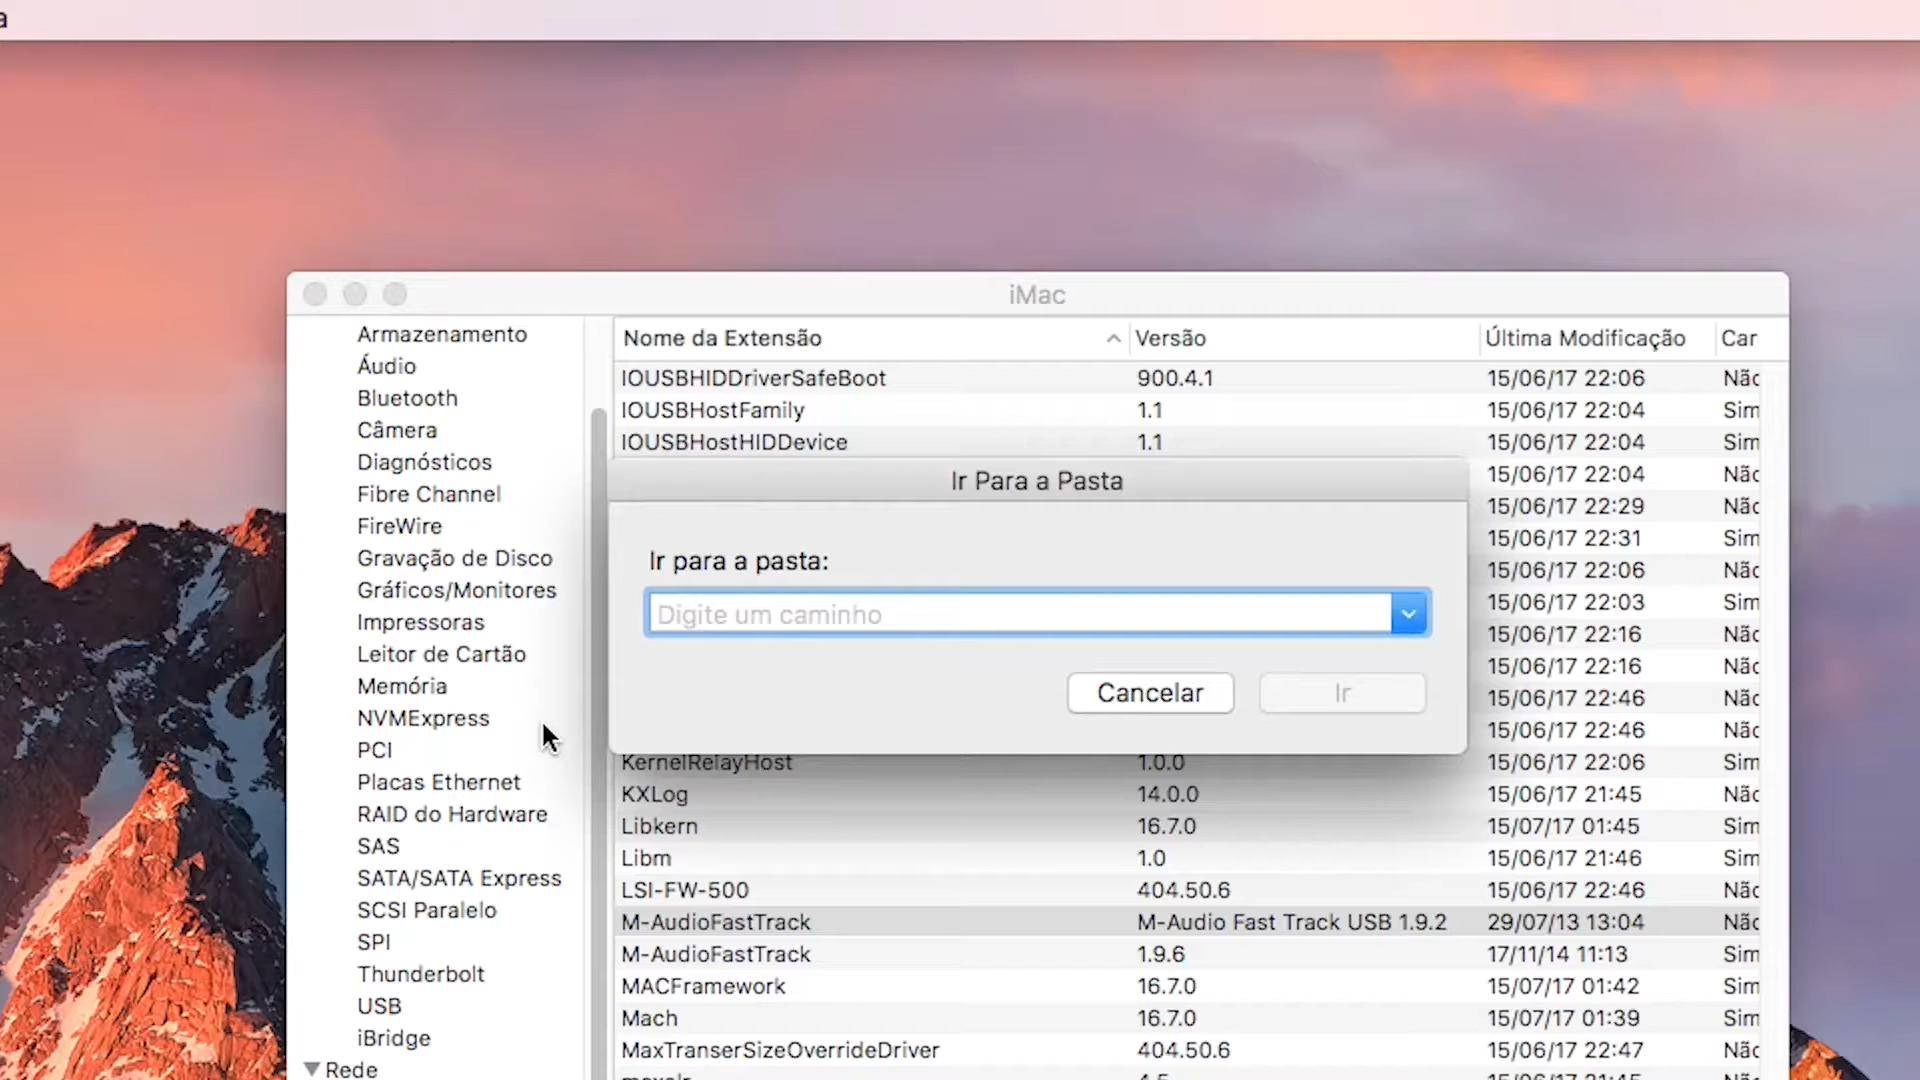 a
iMac
Armazenamento
Áudio
Bluetooth
Câmera
Diagnósticos
Fibre Channel
FireWire
Gravação de Disco
Gráficos/Monitores
Impressoras
Leitor de Cartão
Memória
NVMExpress
PCI
Placas Ethernet
RAID do Hardware
SAS
SATA/SATA Express
SCSI Paralelo
SPI
Thunderbolt
USB
iBridge
Rede
Nome da Extensão Versão Última Modificação Car
IOUSBHIDDriverSafeBoot 900.4.1 15/06/17 22:06 Não
IOUSBHostFamily 1.1 15/06/17 22:04 Sim
IOUSBHostHIDDevice 1.1 15/06/17 22:04 Sim
15/06/17 22:04 Não
15/06/17 22:29 Não
15/06/17 22:31 Sim
15/06/17 22:06 Não
15/06/17 22:03 Sim
15/06/17 22:16 Não
15/06/17 22:16 Não
15/06/17 22:46 Não
15/06/17 22:46 Não
KernelRelayHost 1.0.0 15/06/17 22:06 Sim
KXLog 14.0.0 15/06/17 21:45 Não
Libkern 16.7.0 15/07/17 01:45 Sim
Libm 1.0 15/06/17 21:46 Sim
LSI-FW-500 404.50.6 15/06/17 22:46 Não
M-AudioFastTrack M-Audio Fast Track USB 1.9.2 29/07/13 13:04 Não
M-AudioFastTrack 1.9.6 17/11/14 11:13 Sim
MACFramework 16.7.0 15/07/17 01:42 Sim
Mach 16.7.0 15/07/17 01:39 Sim
MaxTranserSizeOverrideDriver 404.50.6 15/06/17 22:47 Não
Ir Para a Pasta
Ir para a pasta:
Digite um caminho
Cancelar Ir